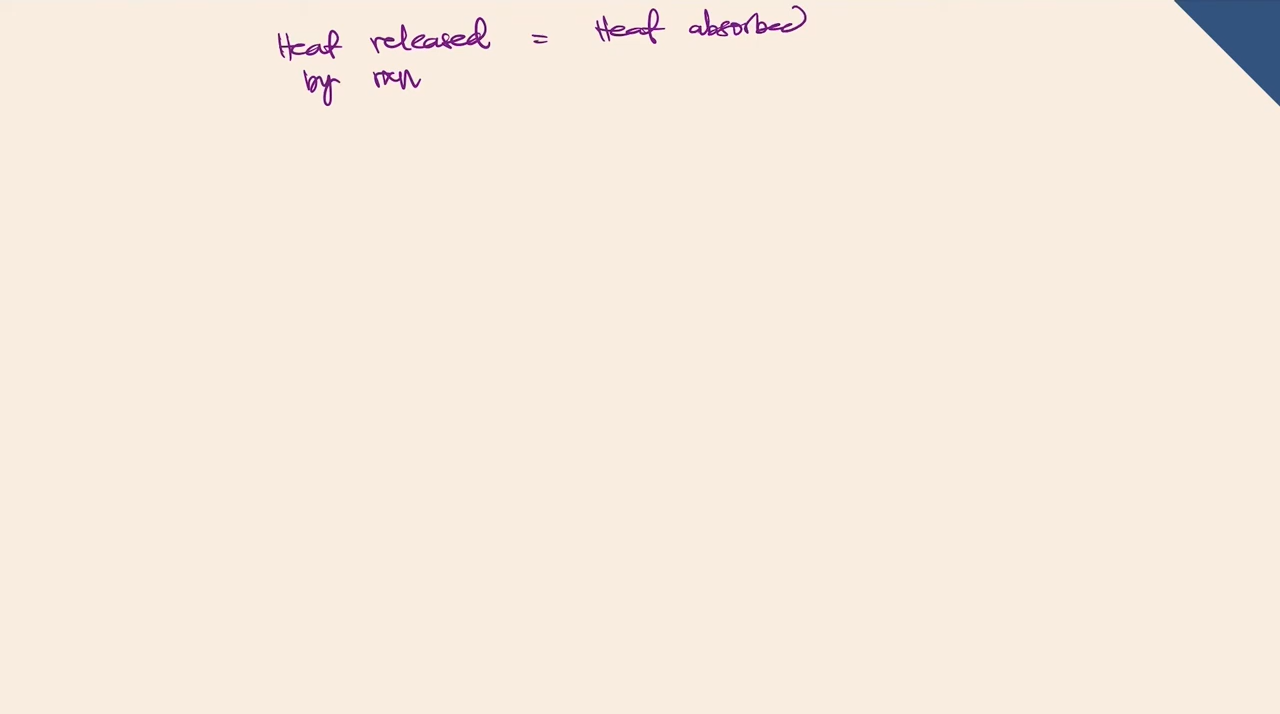 Heat released = Heat absorbed
by rxn